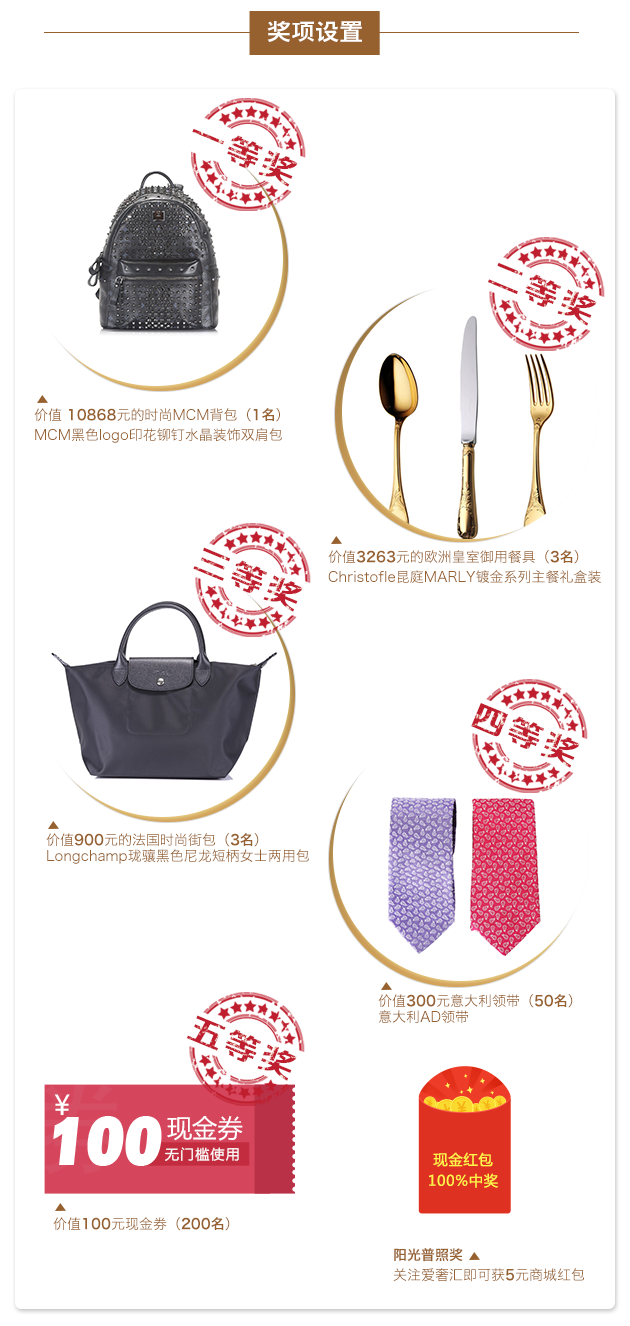 奖项设置
一等奖
价值 10868元的时尚MCM背包（1名）
MCM黑色logo印花铆钉水晶装饰双肩包
二等奖
价值3263元的欧洲皇室御用餐具（3名）
Christofle昆庭MARLY镀金系列主餐礼盒装
三等奖
价值900元的法国时尚街包（3名）
Longchamp珑骧黑色尼龙短柄女士两用包
四等奖
价值300元意大利领带（50名）
意大利AD领带
五等奖
¥
100 现金券
无门槛使用
价值100元现金券（200名）
现金红包
100%中奖
阳光普照奖
关注爱奢汇即可获5元商城红包